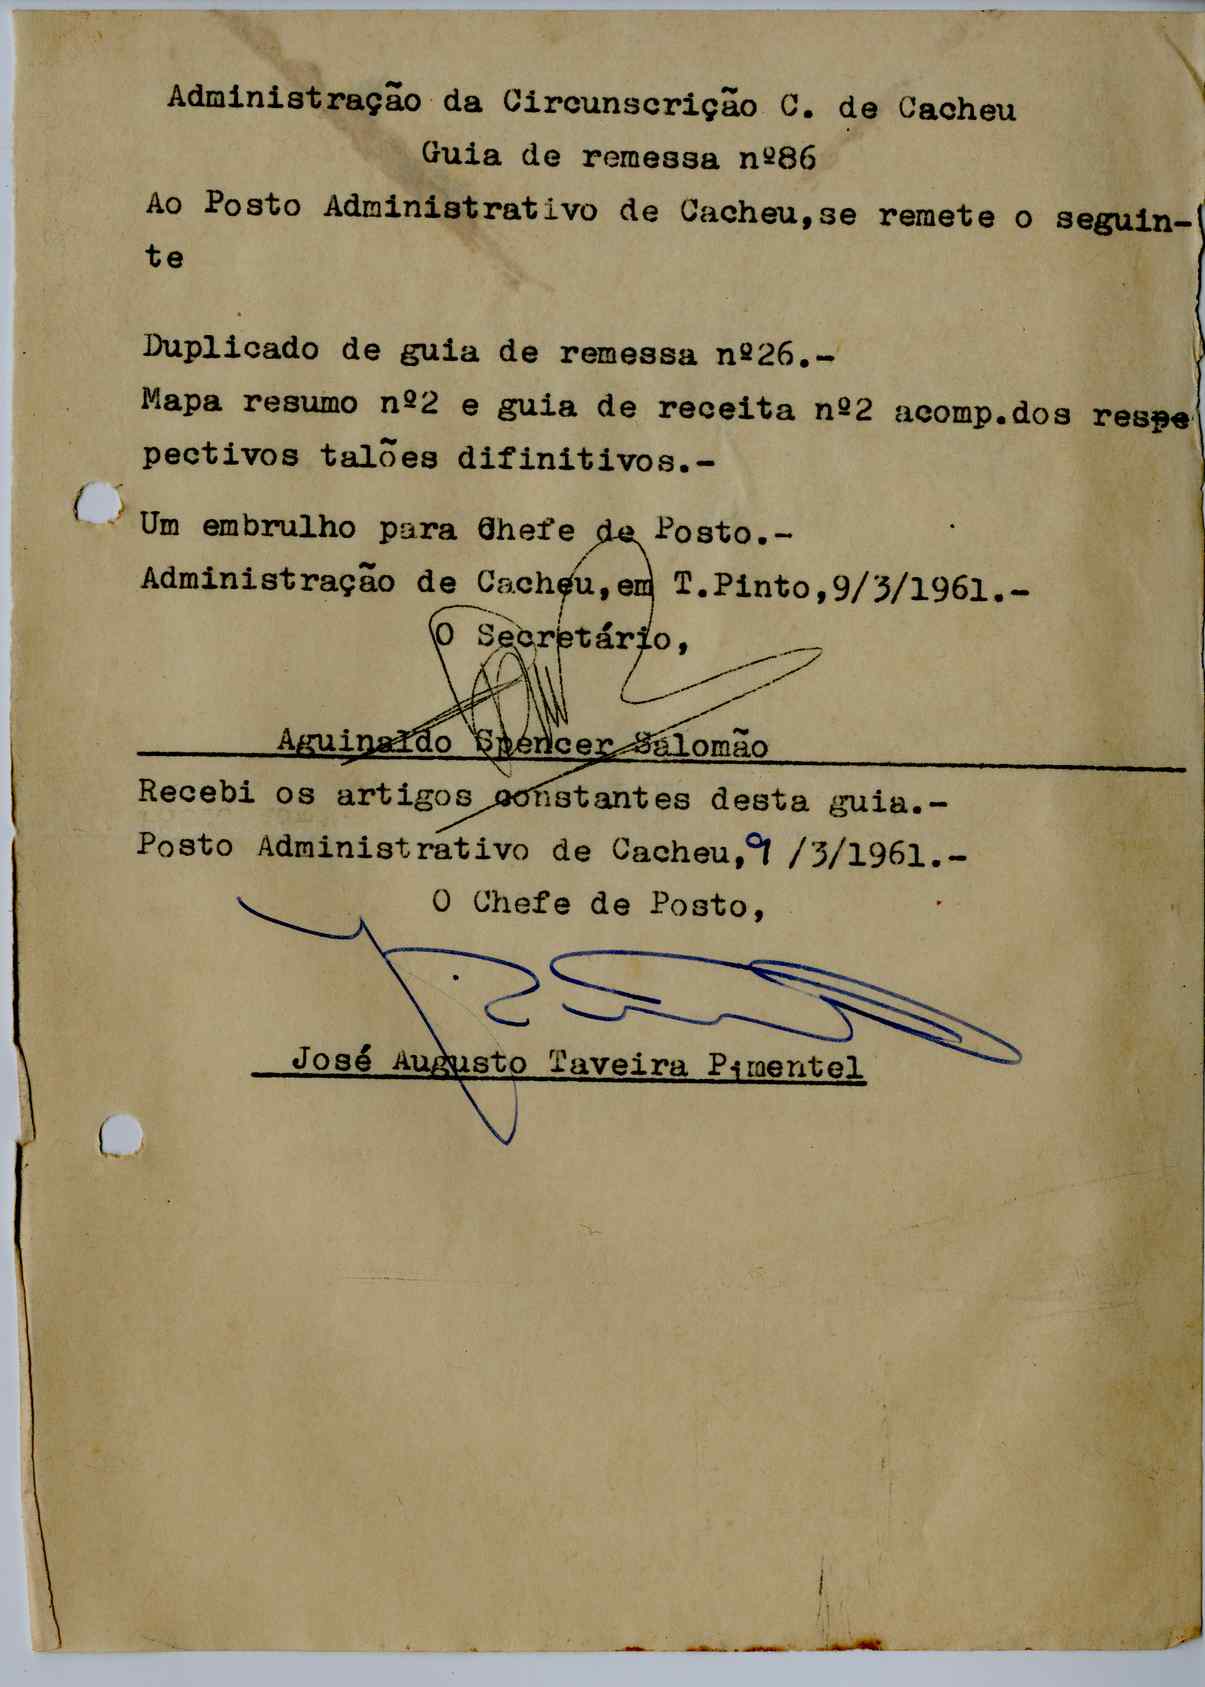 Administração da Circunscrição C. de Cacheu
Guia de remessa nº86
Ao Posto Administrativo de Cacheu,se remete o seguin-
te
Duplicado de guia de remessa nº26.-
Mapa resumo nº2 e guia de receita nº2 acomp.dos respe
pectivos talões difinitivos.-
Um embrulho para Chefe de Posto.-
Administração de Cacheu,em T.Pinto,9/3/1961.-
O Secretário,
Aguinaldo Spencer Salomão
Recebi os artigos constantes desta guia.-
Posto Administrativo de Cacheu,9 /3/1961.-
O Chefe de Posto,
José Augusto Taveira Pimentel